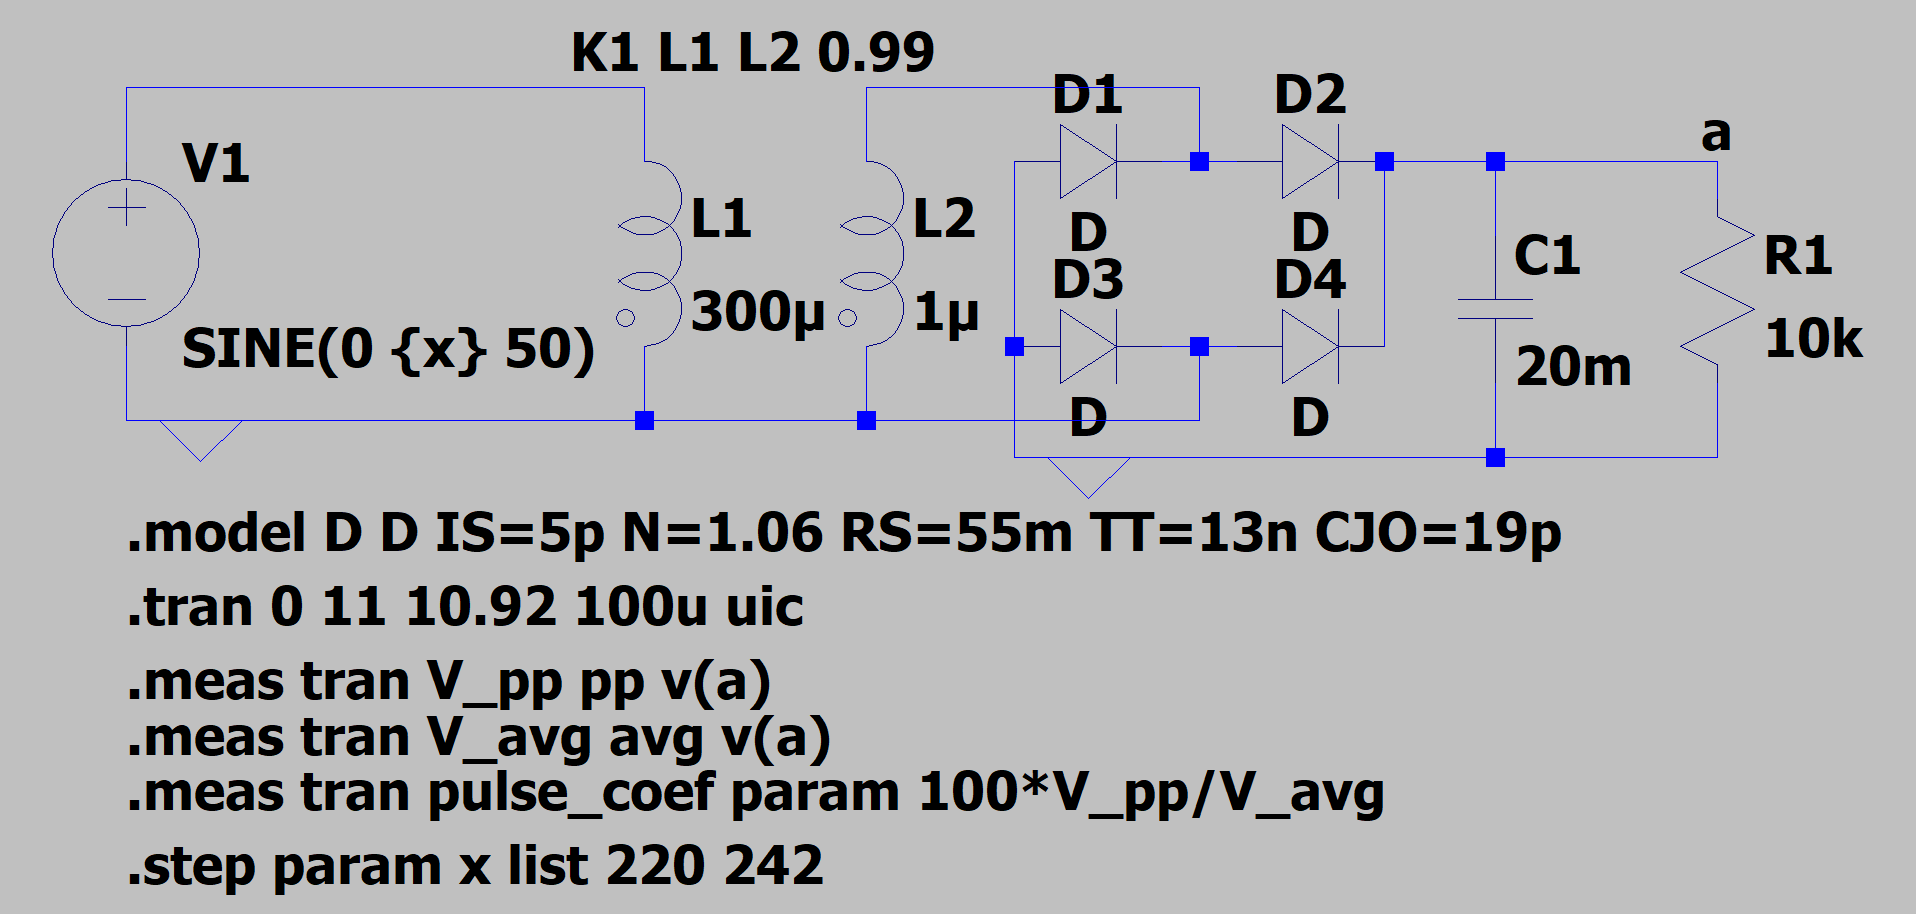 K1 L1 L2 0.99
D1
D2
a
V1
L1
L2
D
D
C1
R1
D3
D4
300µ
1µ
SINE(0 {x} 50)
20m
10k
D
D
.model D D IS=5p N=1.06 RS=55m TT=13n CJO=19p
.tran 0 11 10.92 100u uic
.meas tran V_pp pp v(a)
.meas tran V_avg avg v(a)
.meas tran pulse_coef param 100*V_pp/V_avg
.step param x list 220 242